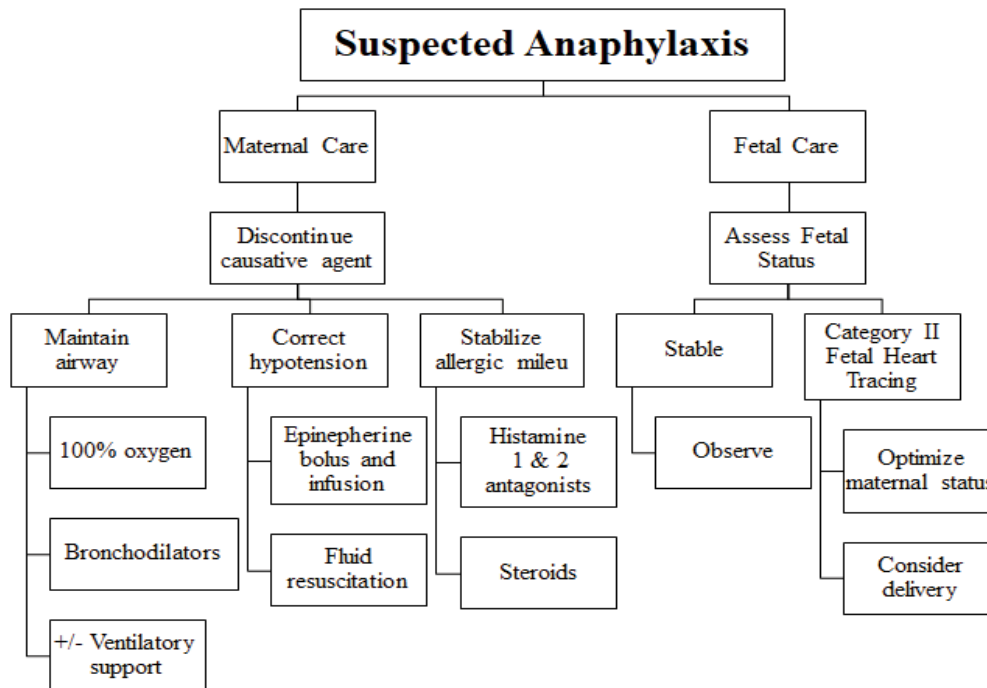 Suspected Anaphylaxis
Maternal Care
Fetal Care
Discontinue
causative agent
Assess Fetal
Status
Maintain
airway
Correct
hypotension
Stabilize
allergic mileu
Stable
Category II
Fetal Heart
Tracing
100% oxygen
Epinepherine
bolus and
infusion
Histamine
1 & 2
antagonists
Observe
Optimize
maternal status
Bronchodilators
Fluid
resuscitation
Steroids
Consider
delivery
+/- Ventilatory
support